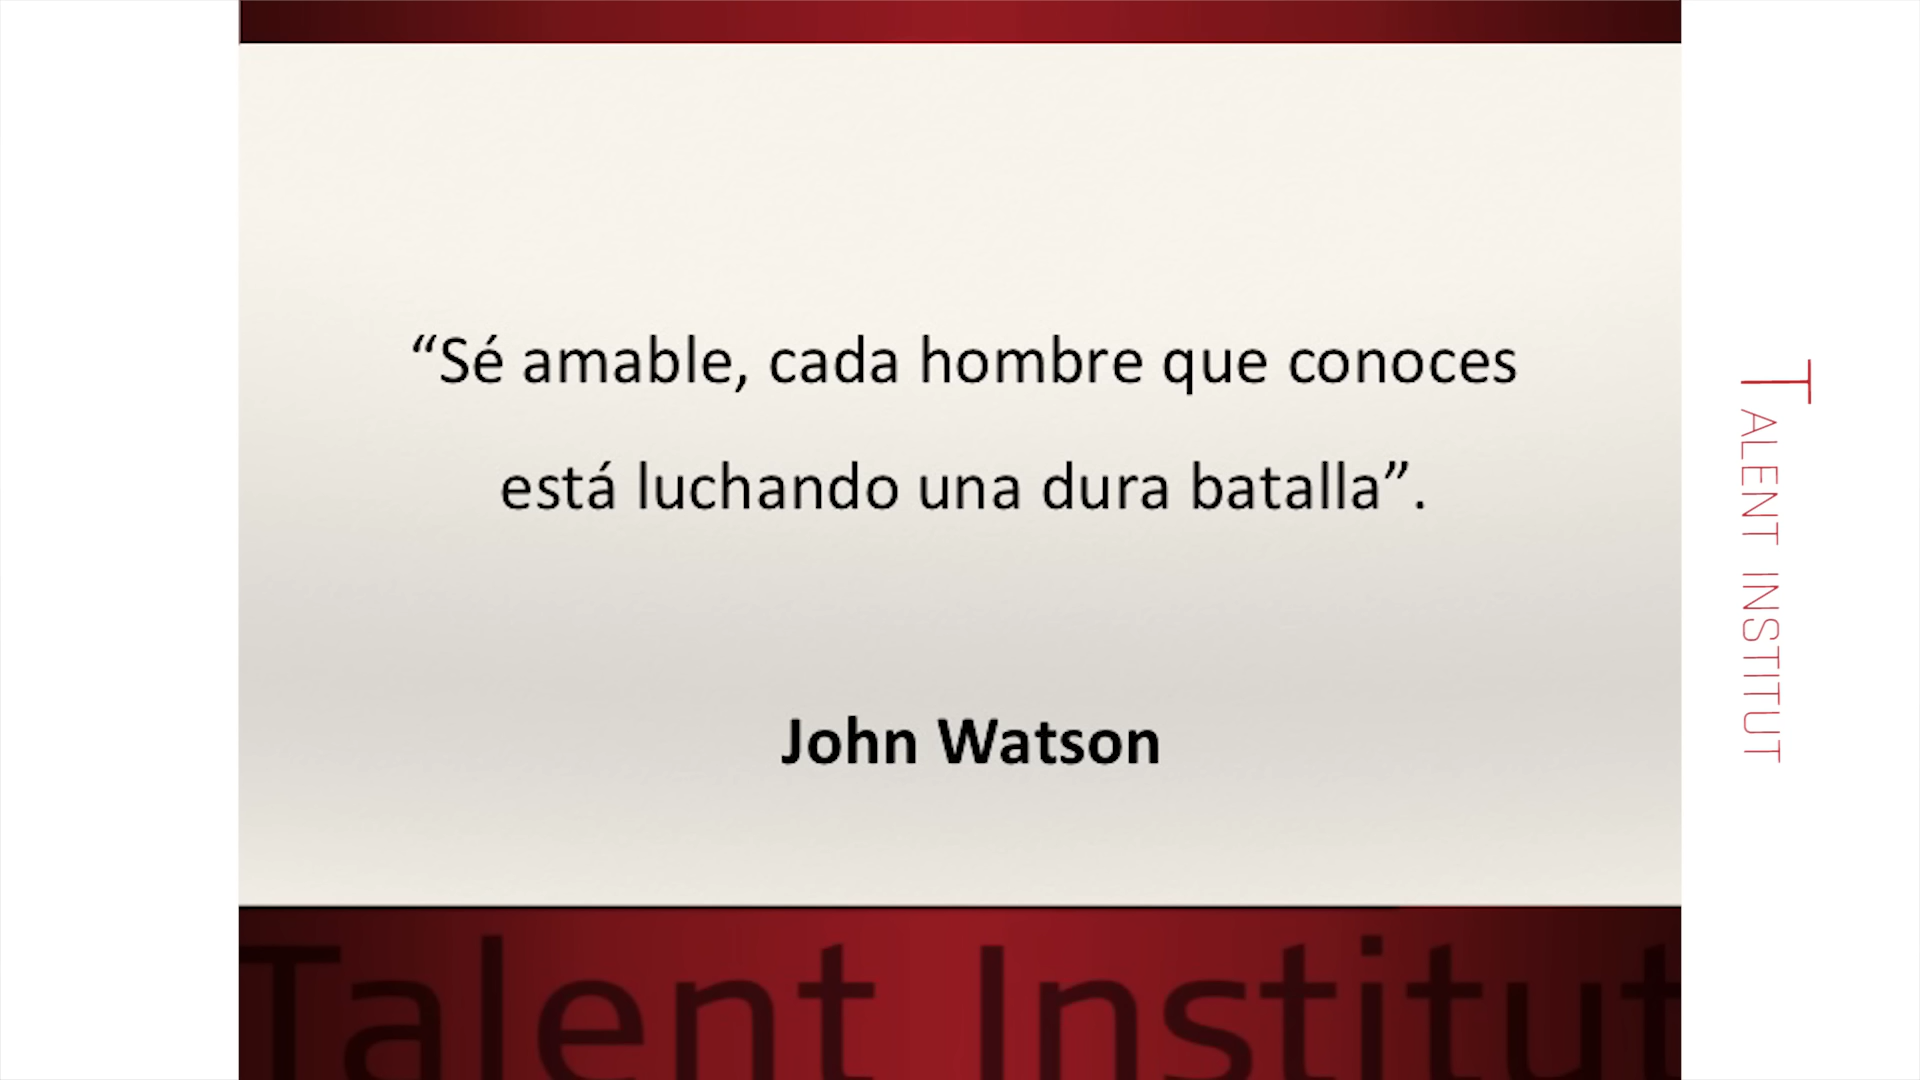 “Sé amable, cada hombre que conoces
está luchando una dura batalla”.
John Watson
TALENT INSTITUT
Talent Institut